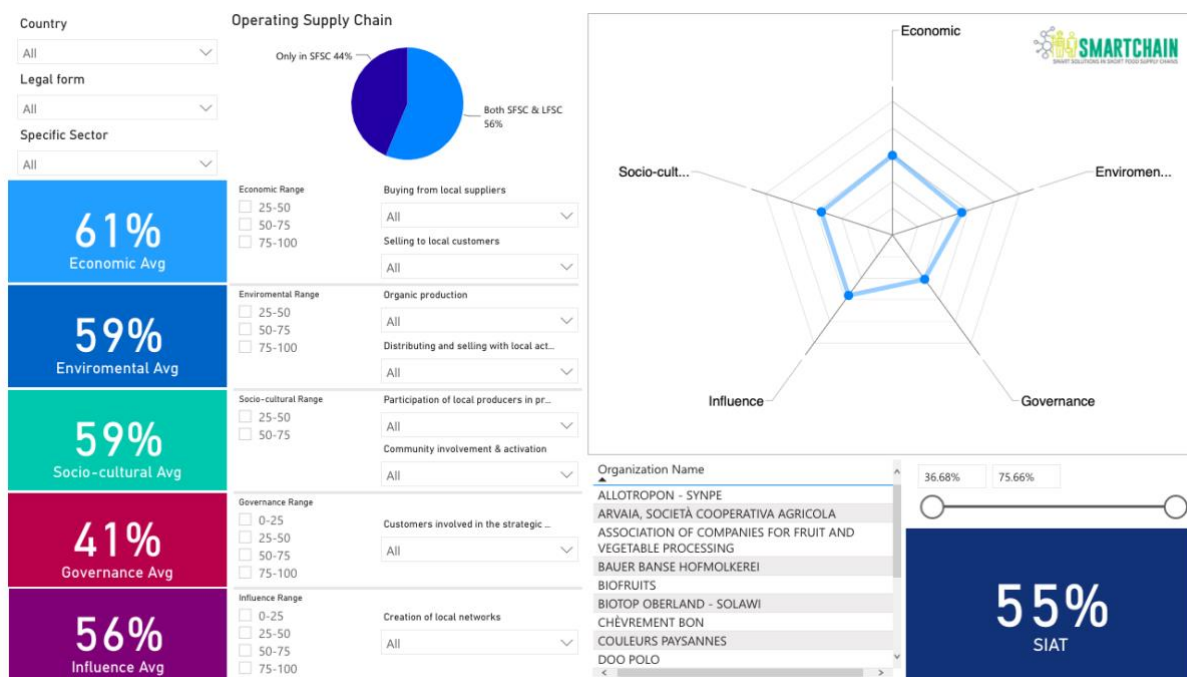 Country
All
Legal form
All
Specific Sector
All
Operating Supply Chain
Only in SFSC 44%
Both SFSC & LFSC
56%
61%
Economic Avg
Economic Range
25-50
50-75
75-100
Buying from local suppliers
All
Selling to local customers
All
59%
Enviromental Avg
Enviromental Range
25-50
50-75
75-100
Organic production
All
Distributing and selling with local act...
All
59%
Socio-cultural Avg
Socio-cultural Range
25-50
50-75
Participation of local producers in pr...
All
Community involvement & activation
All
41%
Governance Avg
Governance Range
0-25
25-50
50-75
75-100
Customers involved in the strategic ...
All
56%
Influence Avg
Influence Range
0-25
25-50
50-75
75-100
Creation of local networks
All
Economic
SMARTCHAIN
SMART SOLUTIONS IN SHORT FOOD SUPPLY CHAINS
Socio-cult...
Enviromen...
Influence
Governance
Organization Name
ALLOTROPON - SYNPE
ARVAIA, SOCIETÀ COOPERATIVA AGRICOLA
ASSOCIATION OF COMPANIES FOR FRUIT AND
VEGETABLE PROCESSING
BAUER BANSE HOFMOLKEREI
BIOFRUITS
BIOTOP OBERLAND - SOLAWI
CHÈVREMENT BON
COULEURS PAYSANNES
DOO POLO
36.68%
75.66%
55%
SIAT